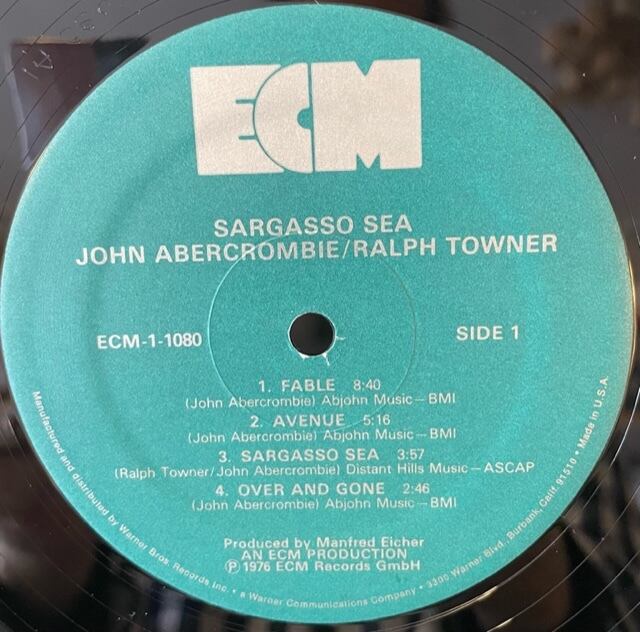 ECM
SARGASSO SEA
JOHN ABERCROMBIE/RALPH TOWNER
ECM-1-1080
SIDE 1
1. FABLE 8:40
(John Abercrombie) Abjohn Music—BMI
2. AVENUE 5:16
(John Abercrombie) Abjohn Music—BMI
3. SARGASSO SEA 3:57
(Ralph Towner/John Abercrombie) Distant Hills Music—ASCAP
4. OVER AND GONE 2:46
(John Abercrombie) Abjohn Music—BMI
Produced by Manfred Eicher
AN ECM PRODUCTION
℗ 1976 ECM Records GmbH
Manufactured and distributed by Warner Bros. Records Inc. • a Warner Communications Company • 3300 Warner Blvd., Burbank, Calif. 91510 • Made in U.S.A.